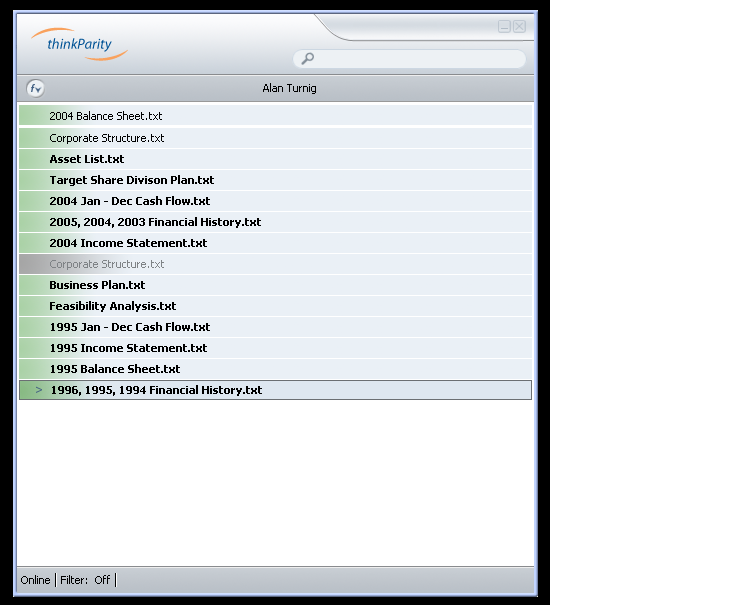 thinkParity
Alan Turnig
2004 Balance Sheet.txt
Corporate Structure.txt
Asset List.txt
Target Share Divison Plan.txt
2004 Jan - Dec Cash Flow.txt
2005, 2004, 2003 Financial History.txt
2004 Income Statement.txt
Corporate Structure.txt
Business Plan.txt
Feasibility Analysis.txt
1995 Jan - Dec Cash Flow.txt
1995 Income Statement.txt
1995 Balance Sheet.txt
> 1996, 1995, 1994 Financial History.txt
Online | Filter: Off |